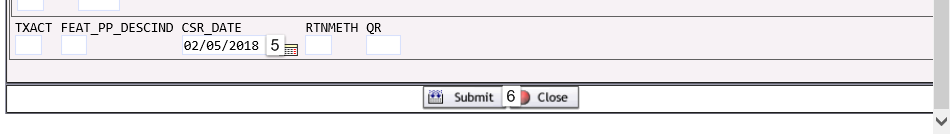 TXACT FEAT_PP_DESCIND CSR_DATE RTNMETH QR
02/05/2018 5
Submit 6 Close